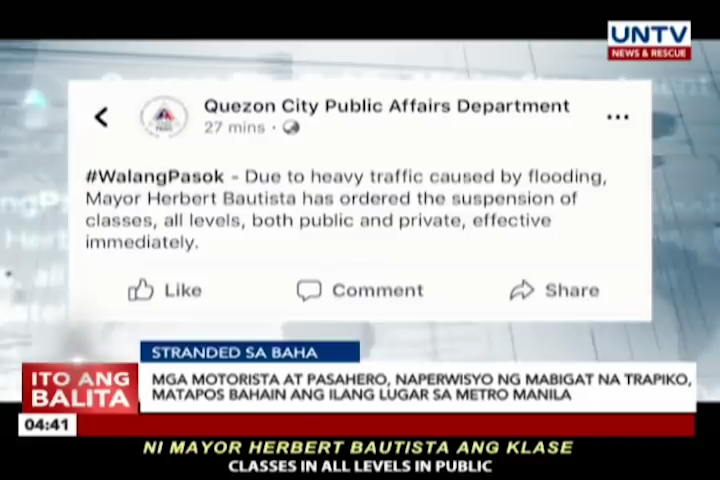 UNTV
NEWS & RESCUE
Quezon City Public Affairs Department
27 mins
#WalangPasok - Due to heavy traffic caused by flooding,
Mayor Herbert Bautista has ordered the suspension of
classes, all levels, both public and private, effective
immediately.
Like
Comment
Share
STRANDED SA BAHA
ITO ANG
BALITA
MGA MOTORISTA AT PASAHERO, NAPERWISYO NG MABIGAT NA TRAPIKO,
MATAPOS BAHAIN ANG ILANG LUGAR SA METRO MANILA
04:41
NI MAYOR HERBERT BAUTISTA ANG KLASE
CLASSES IN ALL LEVELS IN PUBLIC